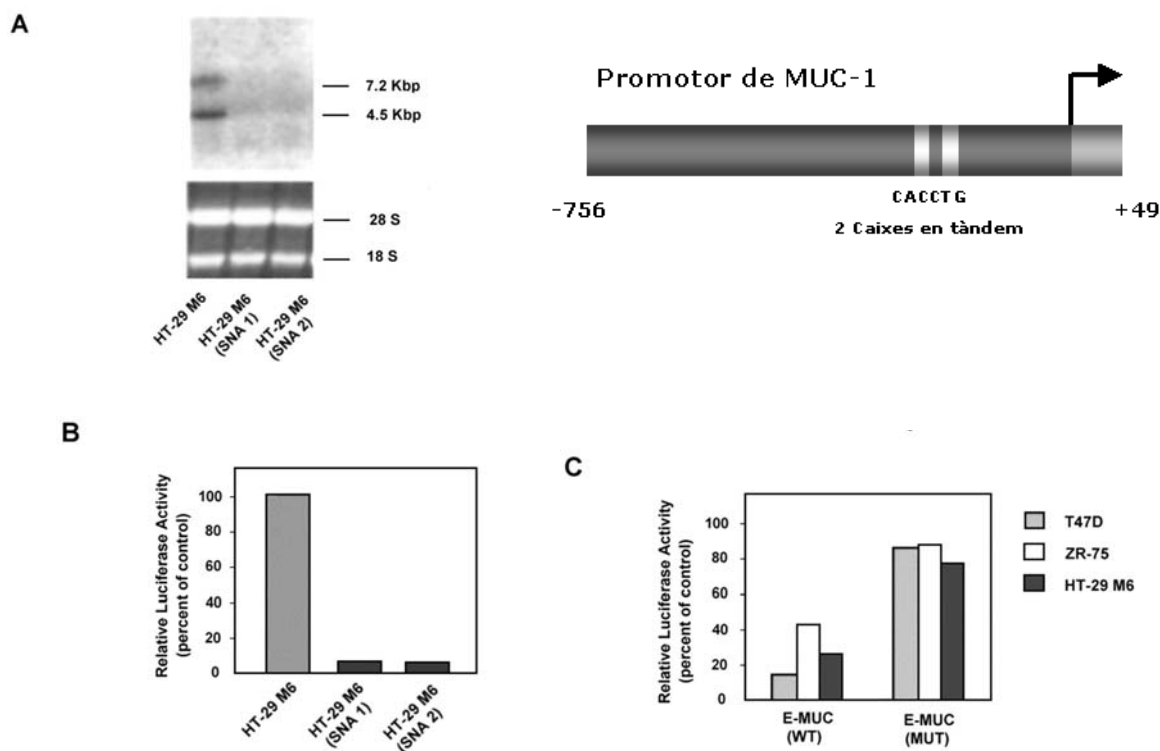 A
7.2 Kbp
4.5 Kbp
28 S
18 S
HT-29 M6
HT-29 M6
(SNA 1)
HT-29 M6
(SNA 2)
Promotor de MUC-1
CACCTG
-756
+49
2 Caixes en tàndem
B
Relative Luciferase Activity
(percent of control)
100
80
60
40
20
0
HT-29 M6
HT-29 M6
(SNA 1)
HT-29 M6
(SNA 2)
C
Relative Luciferase Activity
(percent of control)
100
80
60
40
20
0
E-MUC
(WT)
E-MUC
(MUT)
T47D
ZR-75
HT-29 M6